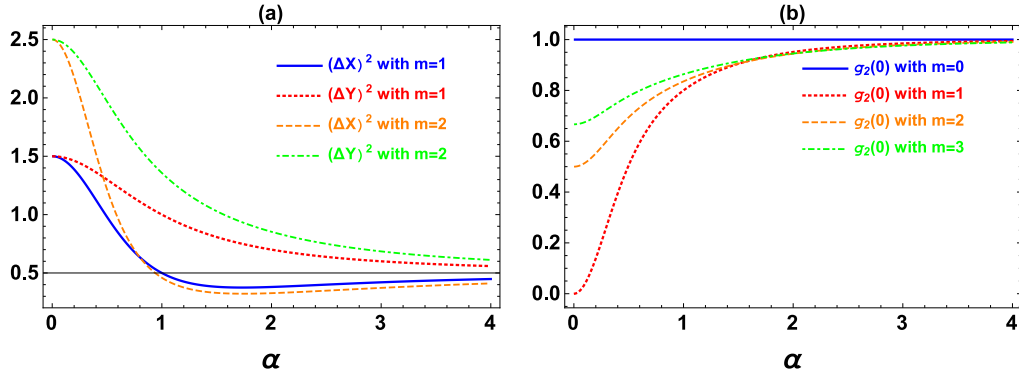 (a)
2.5
2.0
1.5
1.0
0.5
0
1
2
3
4
α
(ΔX)² with m=1
(ΔY)² with m=1
(ΔX)² with m=2
(ΔY)² with m=2
(b)
1.0
0.8
0.6
0.4
0.2
0.0
0
1
2
3
4
α
g₂(0) with m=0
g₂(0) with m=1
g₂(0) with m=2
g₂(0) with m=3